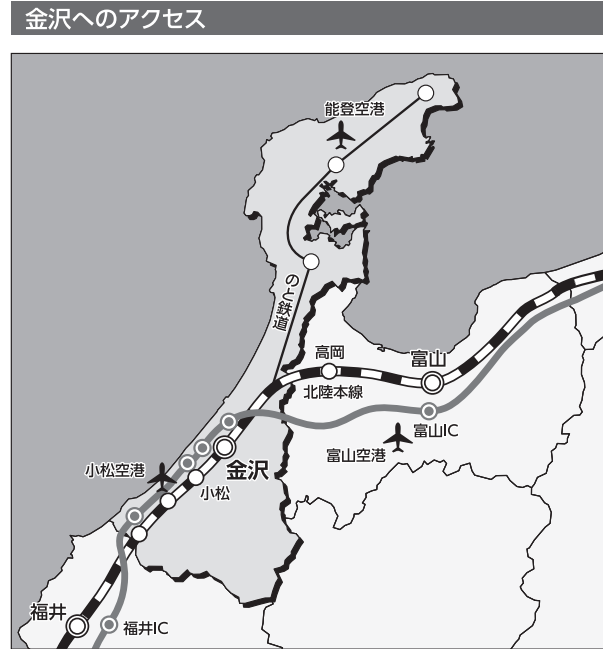 金沢へのアクセス
能登空港
のと鉄道
高岡
富山
北陸本線
富山IC
富山空港
金沢
小松空港
小松
福井
福井IC